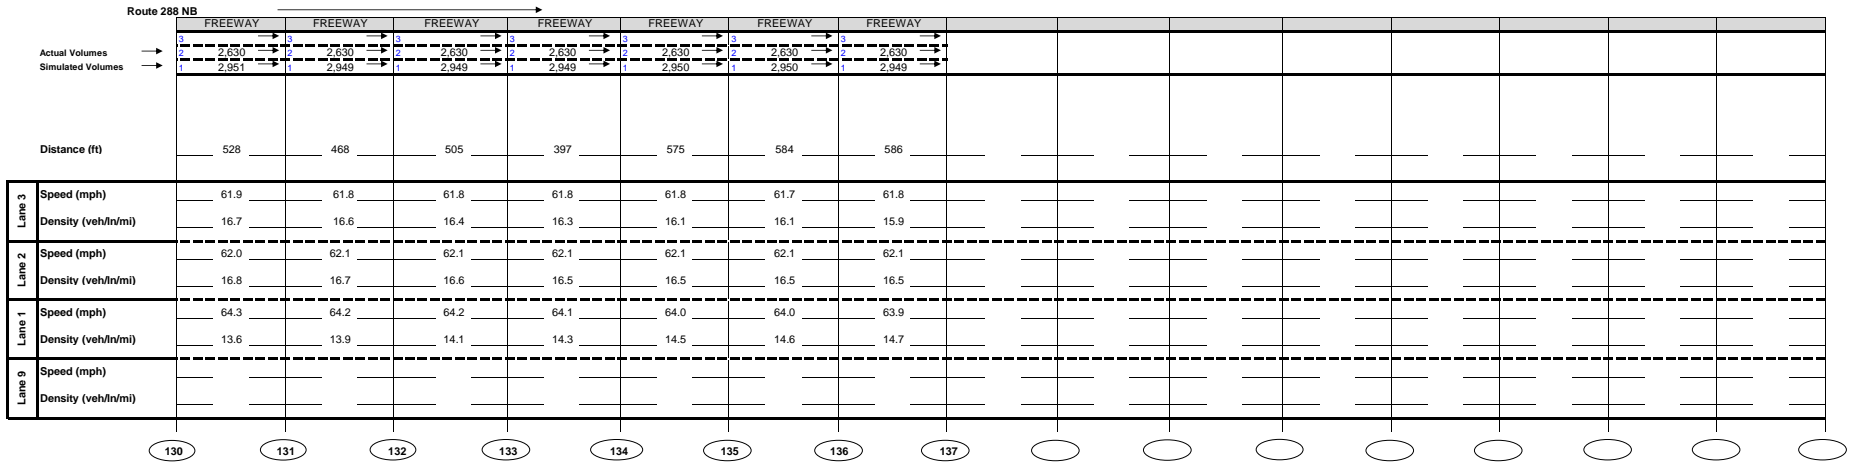 Route 288 NB
FREEWAY FREEWAY FREEWAY FREEWAY FREEWAY FREEWAY FREEWAY
3 3 3 3 3 3 3
Actual Volumes 2 2,630 2 2,630 2 2,630 2 2,630 2 2,630 2 2,630 2 2,630
Simulated Volumes 1 2,951 1 2,949 1 2,949 1 2,949 1 2,950 1 2,950 1 2,949
Distance (ft) 528 468 505 397 575 584 586
Lane 3
Speed (mph) 61.9 61.8 61.8 61.8 61.8 61.7 61.8
Density (veh/ln/mi) 16.7 16.6 16.4 16.3 16.1 16.1 15.9
Lane 2
Speed (mph) 62.0 62.1 62.1 62.1 62.1 62.1 62.1
Density (veh/ln/mi) 16.8 16.7 16.6 16.5 16.5 16.5 16.5
Lane 1
Speed (mph) 64.3 64.2 64.2 64.1 64.0 64.0 63.9
Density (veh/ln/mi) 13.6 13.9 14.1 14.3 14.5 14.6 14.7
Lane 9
Speed (mph)
Density (veh/ln/mi)
130 131 132 133 134 135 136 137